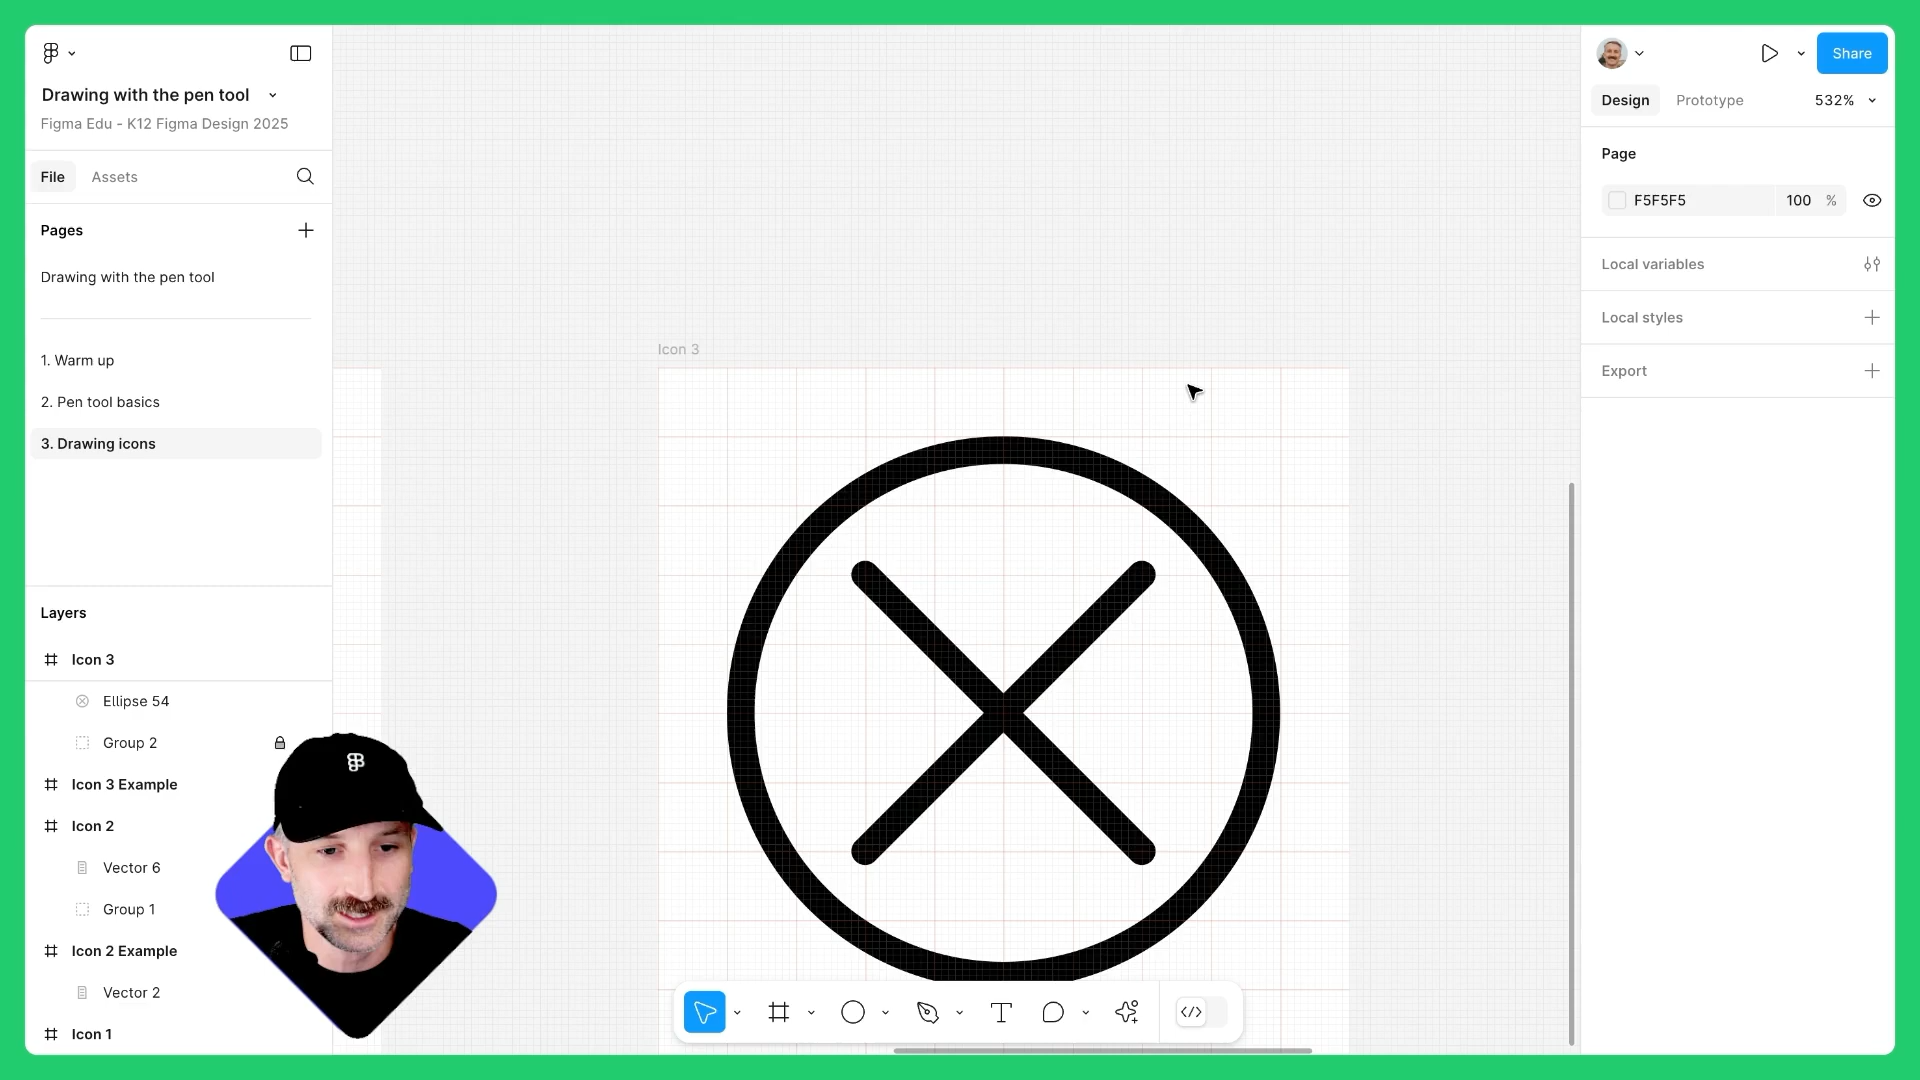 Drawing with the pen tool
Figma Edu - K12 Figma Design 2025
File
Assets
Pages
Drawing with the pen tool
1. Warm up
2. Pen tool basics
3. Drawing icons
Layers
Icon 3
Ellipse 54
Group 2
Icon 3 Example
Icon 2
Vector 6
Group 1
Icon 2 Example
Vector 2
Icon 1
Icon 3
Share
Design
Prototype
532%
Page
F5F5F5
100 %
Local variables
Local styles
Export